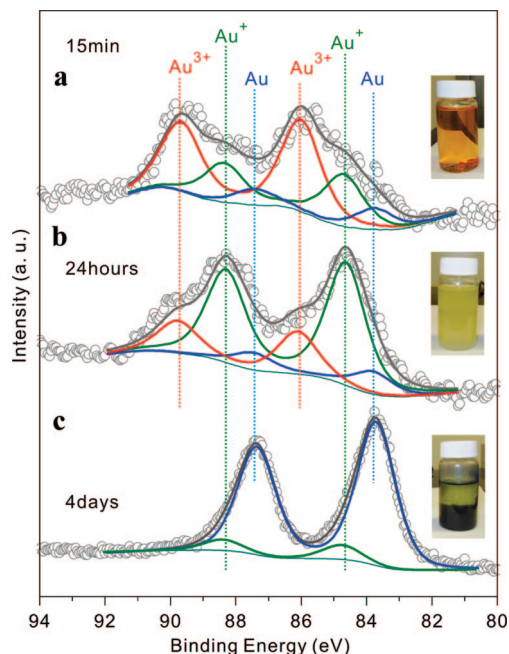 15min
Au⁺ Au⁺
Au³⁺ Au Au³⁺ Au
a
b
24hours
c
4days
Intensity (a. u.)
94 92 90 88 86 84 82 80
Binding Energy (eV)